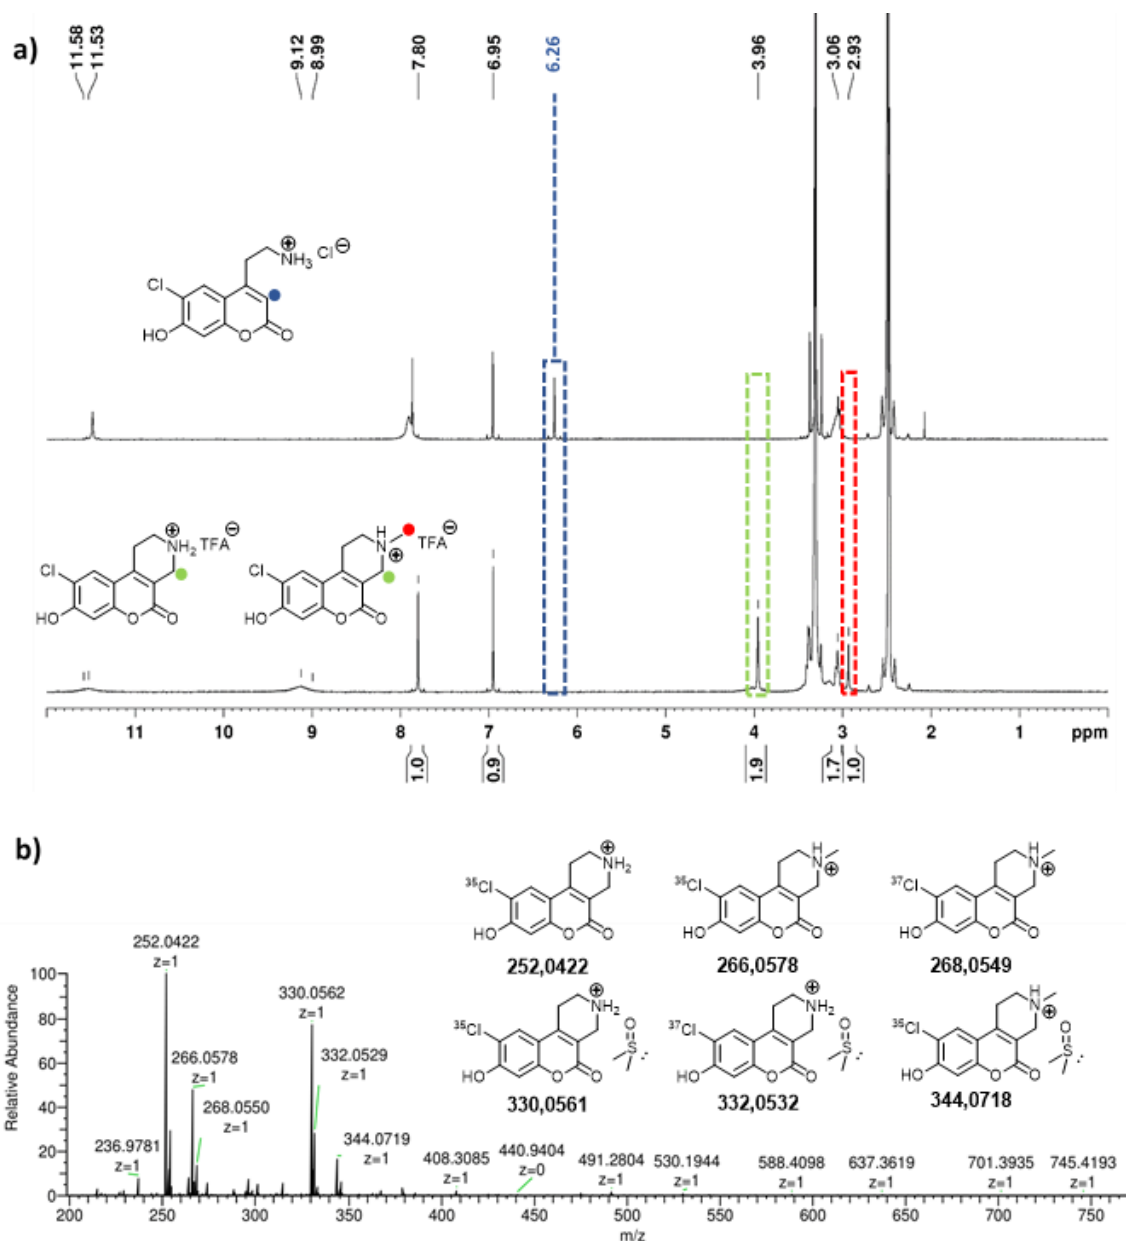 a)
11.58
11.53
9.12
8.99
7.80
6.95
6.26
3.96
3.06
2.93
⊕
NH3 Cl⊖
Cl
HO O O
⊕
NH2 TFA⊖
Cl
HO O O
H
N
⊕
TFA⊖
Cl
HO O O
11 10 9 8 7 6 5 4 3 2 1 ppm
1.0
0.9
1.9
1.7
1.0
b)
⊕
NH2
35Cl
HO O O
252,0422
H
N
⊕
35Cl
HO O O
266,0578
H
N
⊕
37Cl
HO O O
268,0549
⊕
NH2
35Cl
HO O O
O
S
330,0561
⊕
NH2
37Cl
HO O O
O
S
332,0532
H
N
⊕
35Cl
HO O O
O
S
344,0718
Relative Abundance
100
80
60
40
20
0
252.0422
z=1
330.0562
z=1
332.0529
z=1
266.0578
z=1
268.0550
z=1
344.0719
z=1
236.9781
z=1
408.3085
z=1
440.9404
z=0
491.2804
z=1
530.1944
z=1
588.4098
z=1
637.3619
z=1
701.3935
z=1
745.4193
z=1
200 250 300 350 400 450 500 550 600 650 700 750
m/z